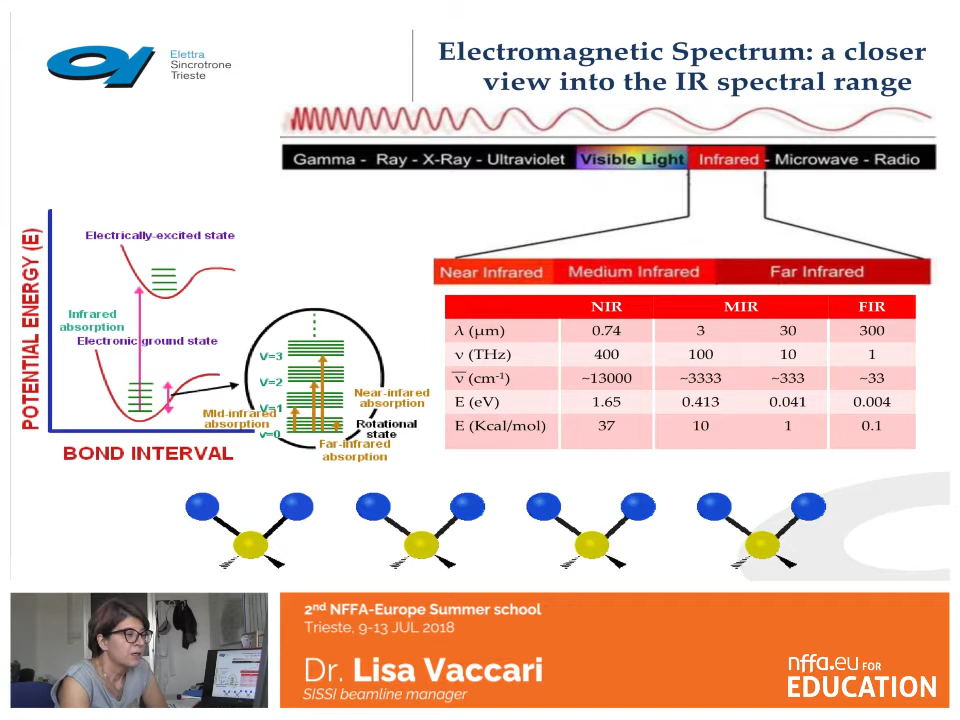 Elettra
Sincrotrone
Trieste
Electromagnetic Spectrum: a closer
view into the IR spectral range
Gamma - Ray - X-Ray - Ultraviolet Visible Light Infrared - Microwave - Radio
Near Infrared Medium Infrared Far Infrared
POTENTIAL ENERGY (E)
Electrically-excited state
Infrared
absorption
Electronic ground state
BOND INTERVAL
V=3
V=2
V=1
v=0
Near-infared
absorption
MId-infrared
absorption
Rotational
state
Far-infrared
absorption
NIR MIR FIR
λ (µm) 0.74 3 30 300
ν (THz) 400 100 10 1
ν̅ (cm⁻¹) ~13000 ~3333 ~333 ~33
E (eV) 1.65 0.413 0.041 0.004
E (Kcal/mol) 37 10 1 0.1
2nd NFFA-Europe Summer school
Trieste, 9-13 JUL 2018
Dr. Lisa Vaccari
SISSI beamline manager
nffa.eu FOR
EDUCATION